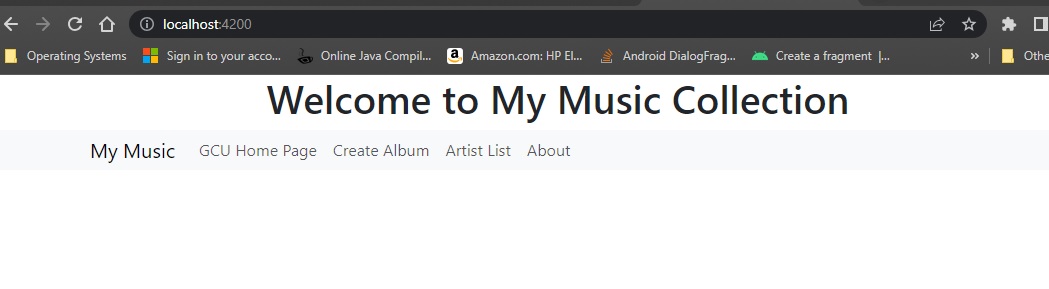 localhost:4200
Operating Systems Sign in to your acco... Online Java Compil... Amazon.com: HP El... Android DialogFrag... Create a fragment |... » Othe
Welcome to My Music Collection
My Music GCU Home Page Create Album Artist List About